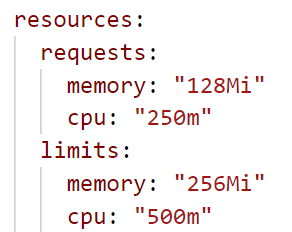 resources:
  requests:
    memory: "128Mi"
    cpu: "250m"
  limits:
    memory: "256Mi"
    cpu: "500m"